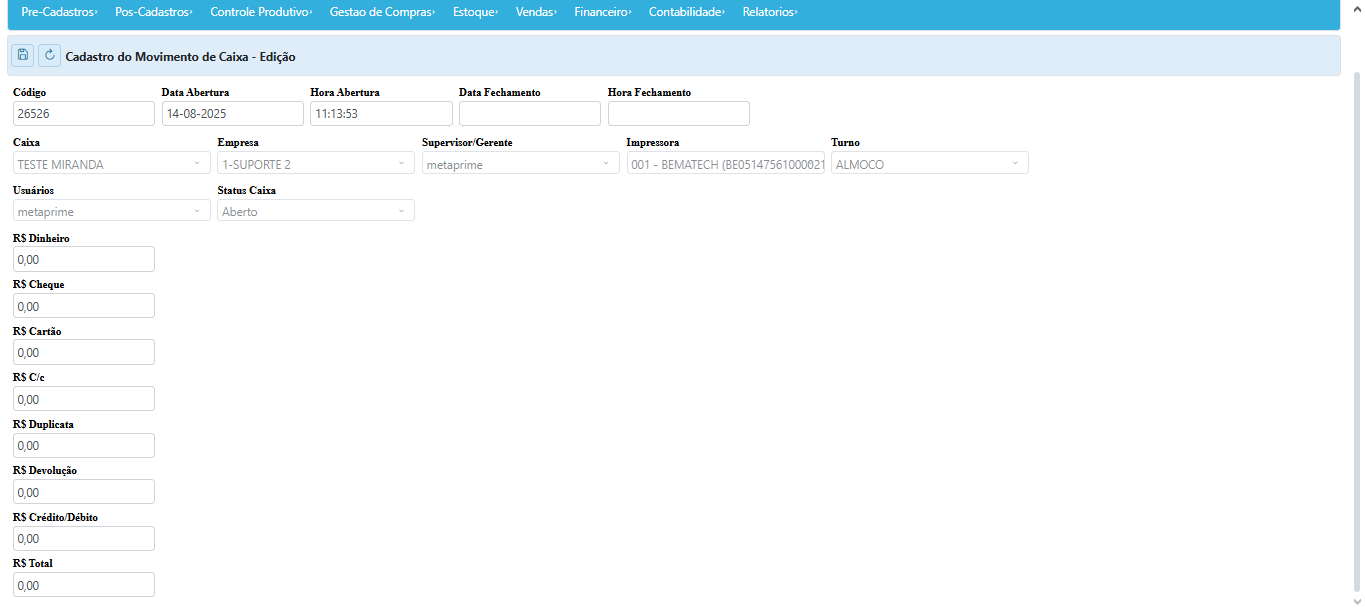 Pre-Cadastros› Pos-Cadastros› Controle Produtivo› Gestao de Compras› Estoque› Vendas› Financeiro› Contabilidade› Relatorios›
Cadastro do Movimento de Caixa - Edição
Código Data Abertura Hora Abertura Data Fechamento Hora Fechamento
26526 14-08-2025 11:13:53
Caixa Empresa Supervisor/Gerente Impressora Turno
TESTE MIRANDA 1-SUPORTE 2 metaprime 001 - BEMATECH (BE05147561000021 ALMOCO
Usuários Status Caixa
metaprime Aberto
R$ Dinheiro
0,00
R$ Cheque
0,00
R$ Cartão
0,00
R$ C/c
0,00
R$ Duplicata
0,00
R$ Devolução
0,00
R$ Crédito/Débito
0,00
R$ Total
0,00